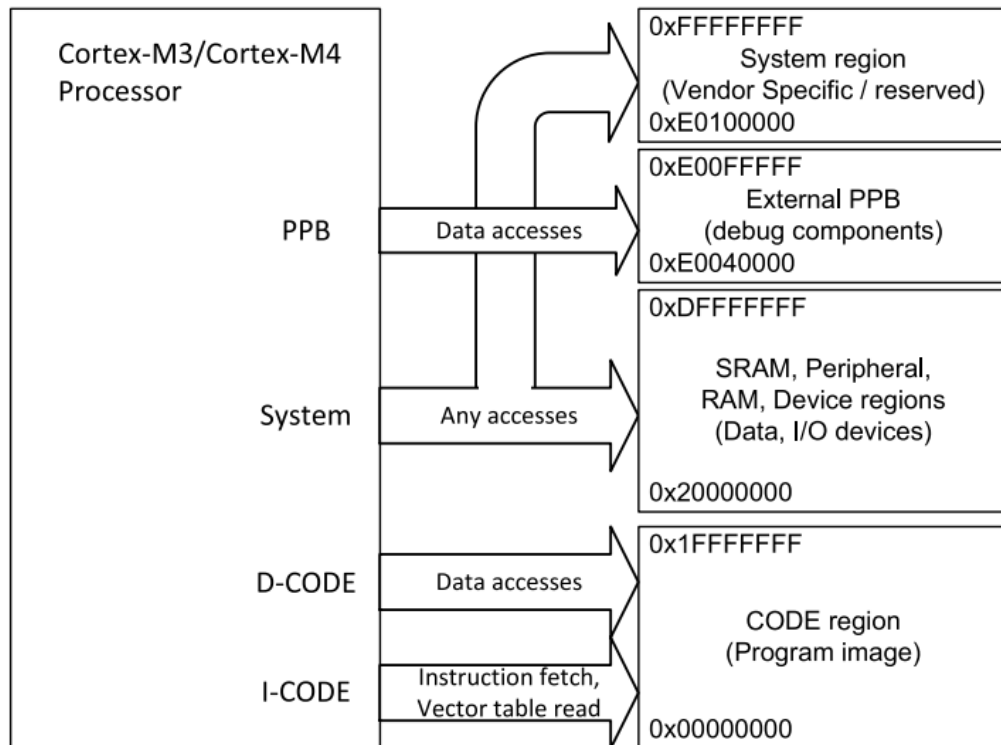 Cortex-M3/Cortex-M4
Processor
PPB
System
D-CODE
I-CODE
Data accesses
Any accesses
Data accesses
Instruction fetch,
Vector table read
0xFFFFFFFF
System region
(Vendor Specific / reserved)
0xE0100000
0xE00FFFFF
External PPB
(debug components)
0xE0040000
0xDFFFFFFF
SRAM, Peripheral,
RAM, Device regions
(Data, I/O devices)
0x20000000
0x1FFFFFFF
CODE region
(Program image)
0x00000000